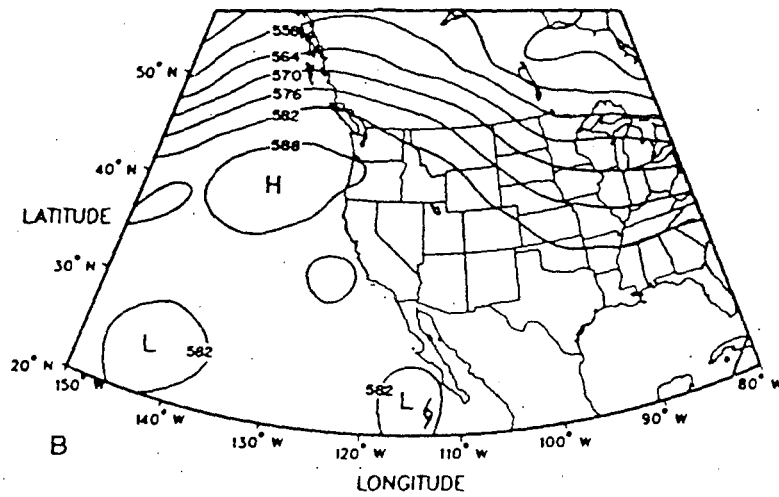 558
50° N
564
570
576
582
588
40° N
H
LATITUDE
30° N
L
582
20° N
582
L
150° W
80° W
140° W
90° W
130° W
120° W
110° W
100° W
B
LONGITUDE